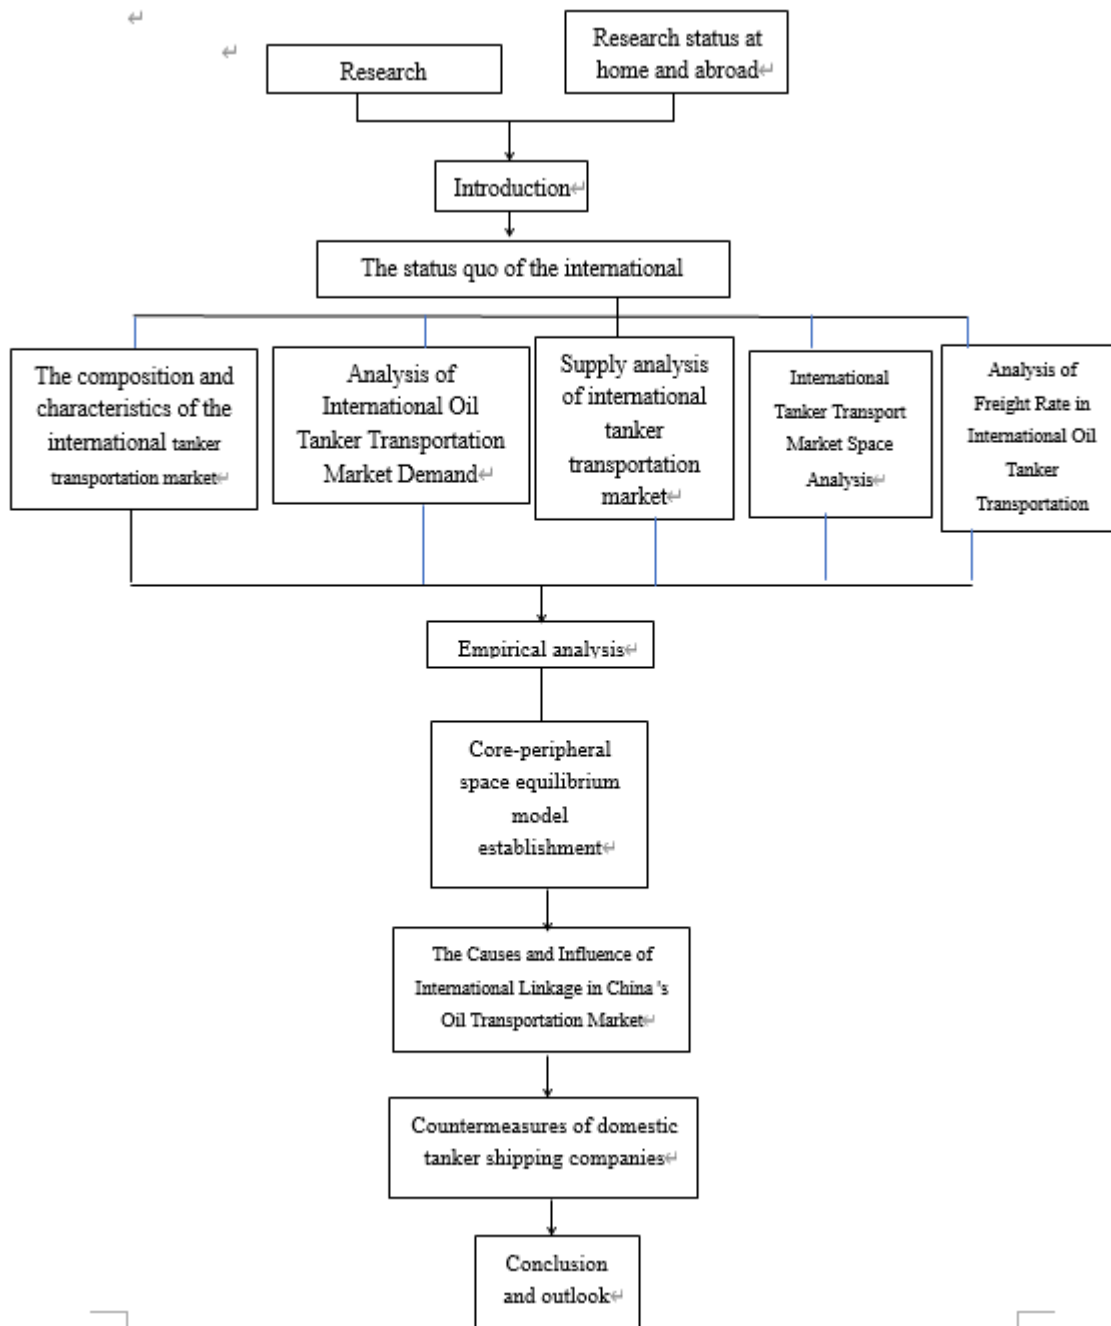 Research
Research status at
home and abroad
Introduction
The status quo of the international
The composition and
characteristics of the
international tanker
transportation market
Analysis of
International Oil
Tanker Transportation
Market Demand
Supply analysis
of international
tanker
transportation
market
International
Tanker Transport
Market Space
Analysis
Analysis of
Freight Rate in
International Oil
Tanker
Transportation
Empirical analysis
Core-peripheral
space equilibrium
model
establishment
The Causes and Influence of
International Linkage in China 's
Oil Transportation Market
Countermeasures of domestic
tanker shipping companies
Conclusion
and outlook